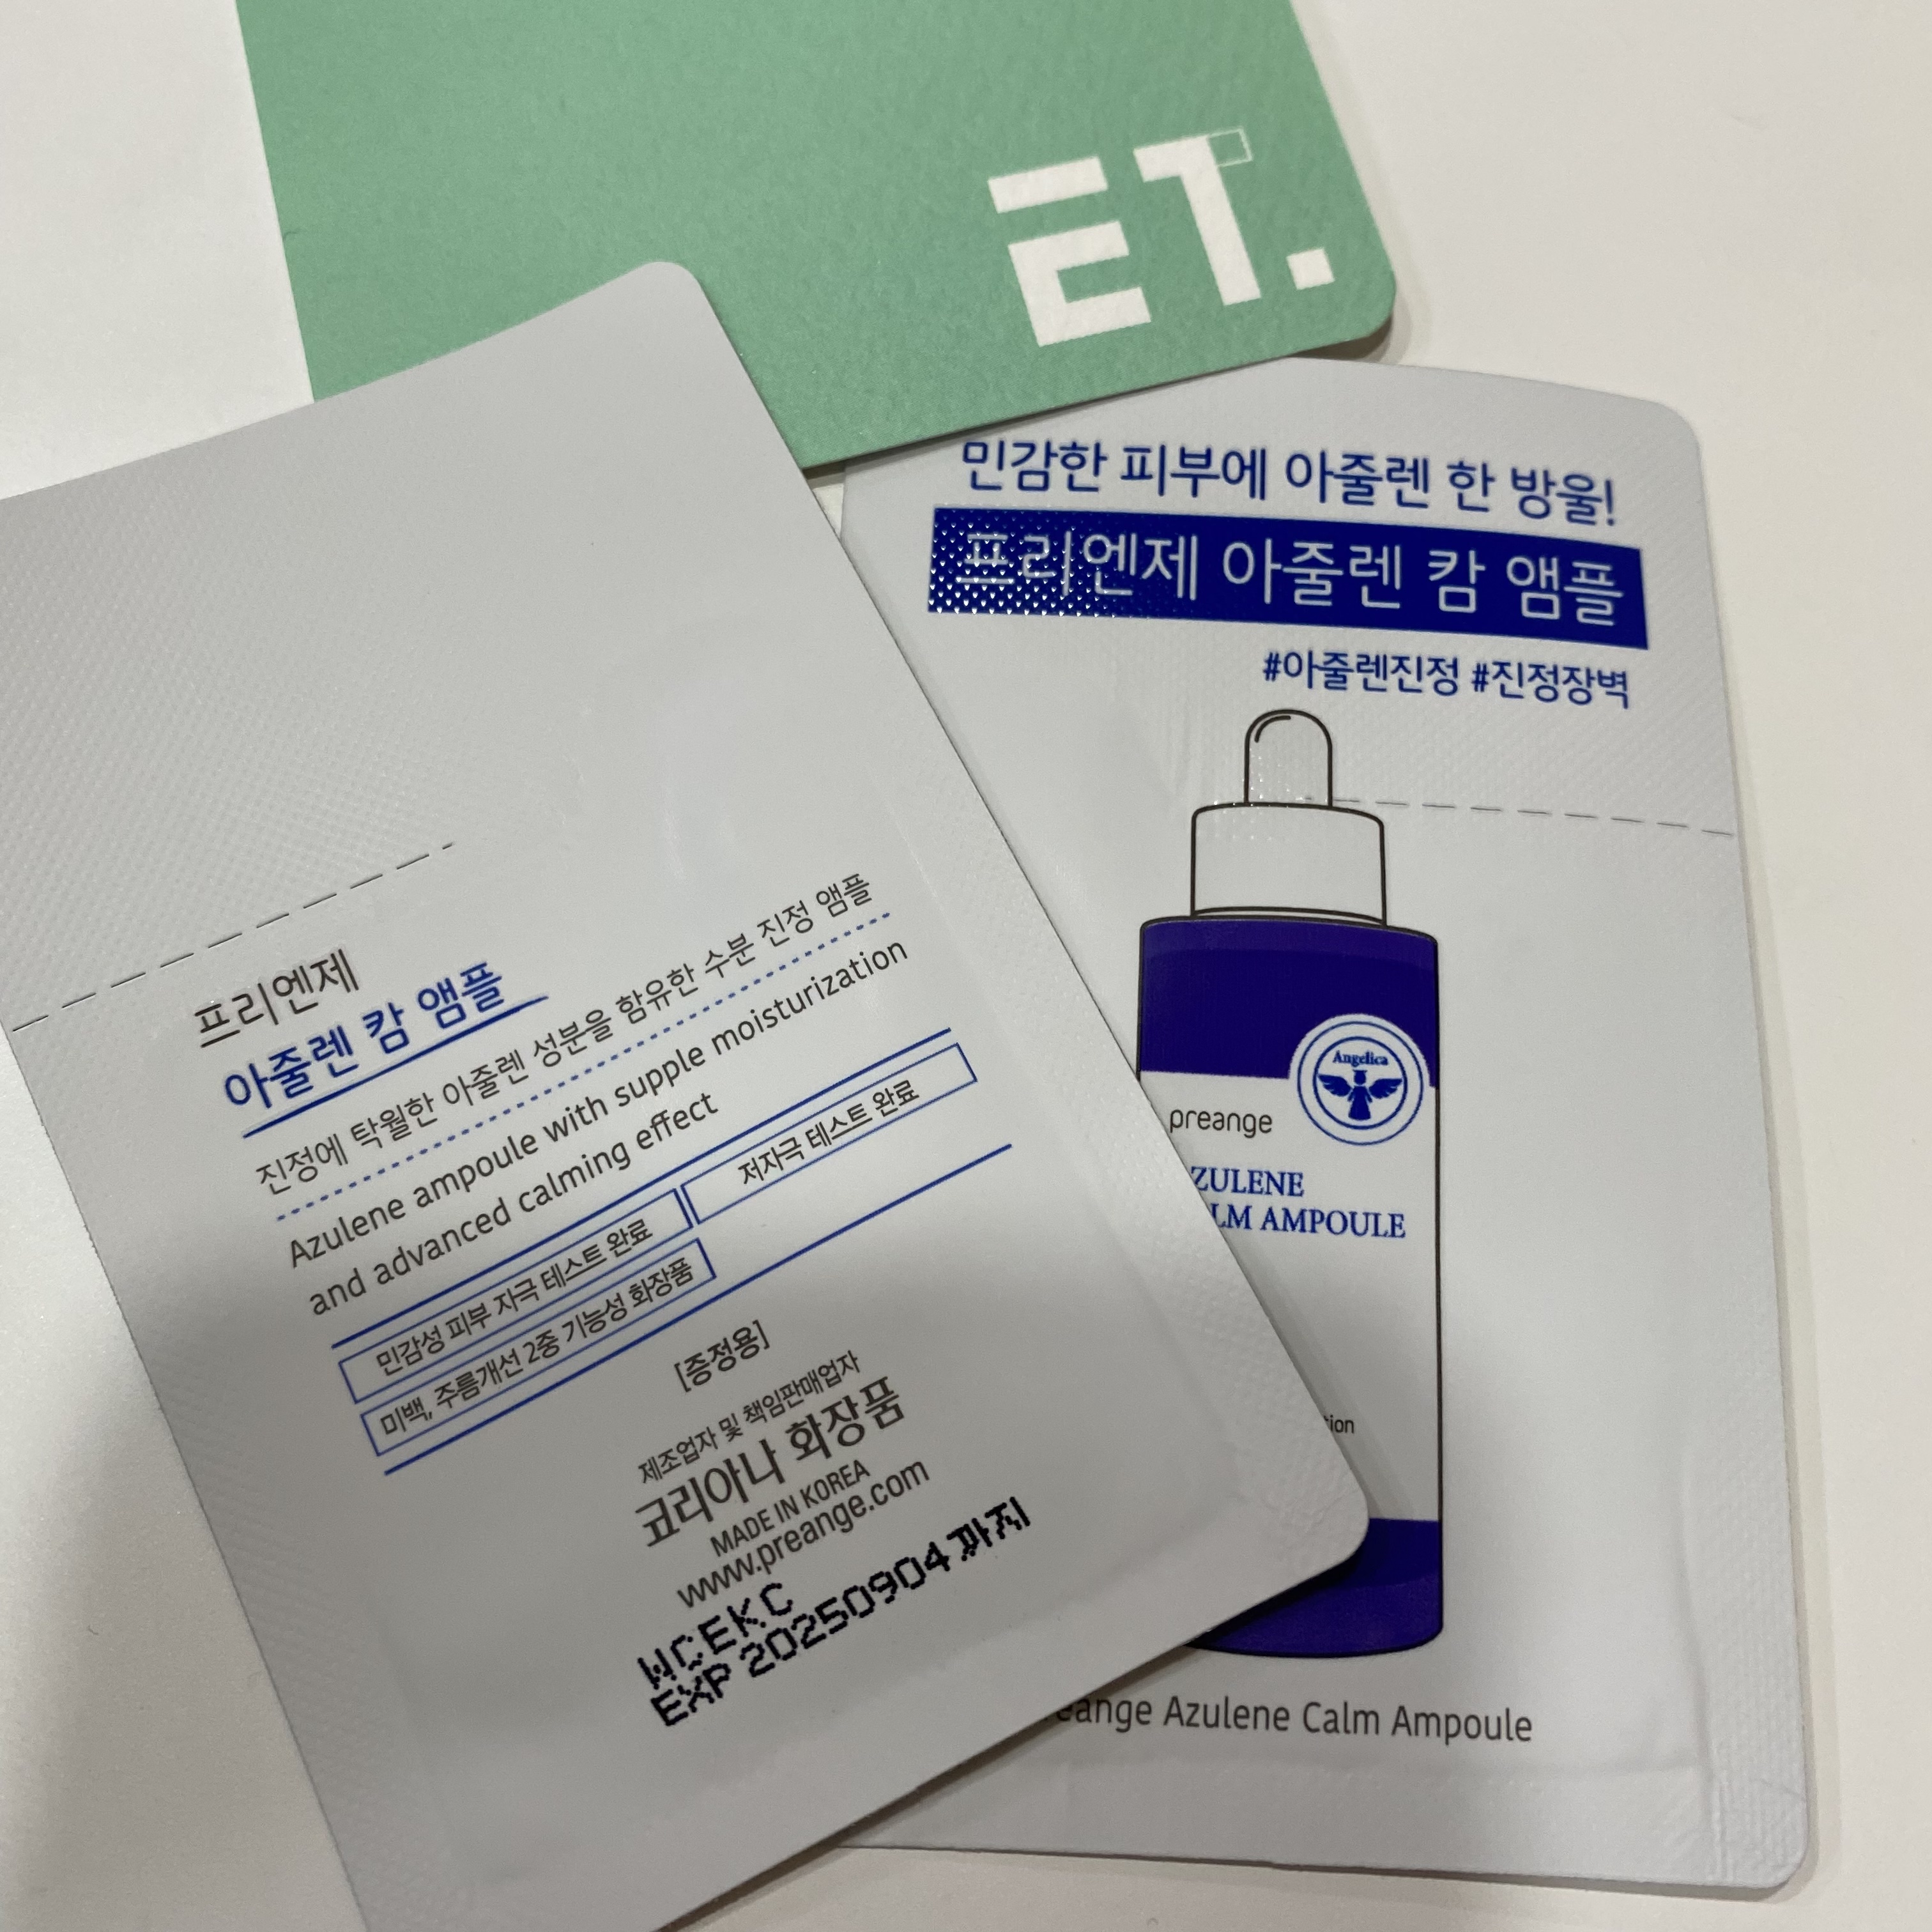 ET.
민감한 피부에 아줄렌 한 방울!
프리엔제 아줄렌 캄 앰플
#아줄렌진정 #진정장벽
Angelica
preange
ZULENE
LM AMPOULE
tion
eange Azulene Calm Ampoule
프리엔제
아줄렌 캄 앰플
진정에 탁월한 아줄렌 성분을 함유한 수분 진정 앰플
Azulene ampoule with supple moisturization
and advanced calming effect
민감성 피부 자극 테스트 완료 저자극 테스트 완료
미백, 주름개선 2중 기능성 화장품
[증정용]
제조업자 및 책임판매업자
코리아나 화장품
MADE IN KOREA
www.preange.com
WCEKC
EXP 20250904 까지